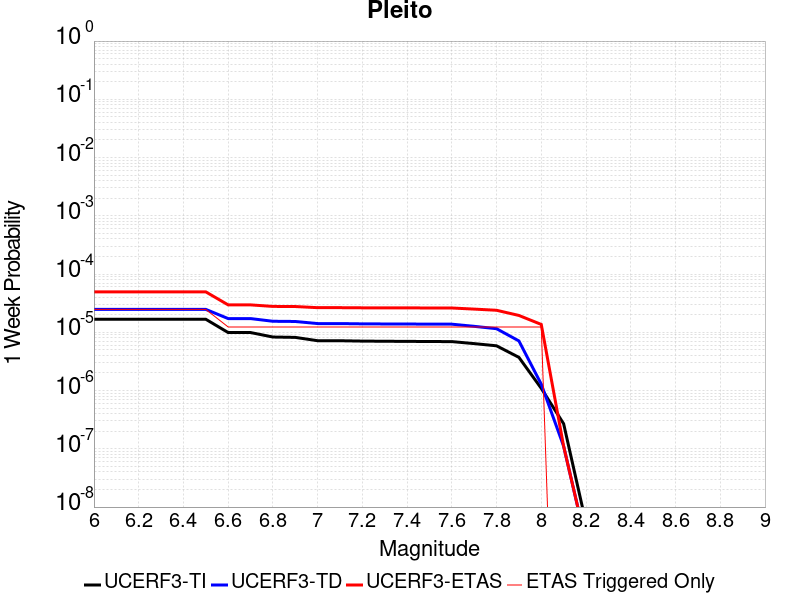 Pleito
10^0
10^-1
10^-2
10^-3
10^-4
10^-5
10^-6
10^-7
10^-8
1 Week Probability
6 6.2 6.4 6.6 6.8 7 7.2 7.4 7.6 7.8 8 8.2 8.4 8.6 8.8 9
Magnitude
UCERF3-TI UCERF3-TD UCERF3-ETAS ETAS Triggered Only